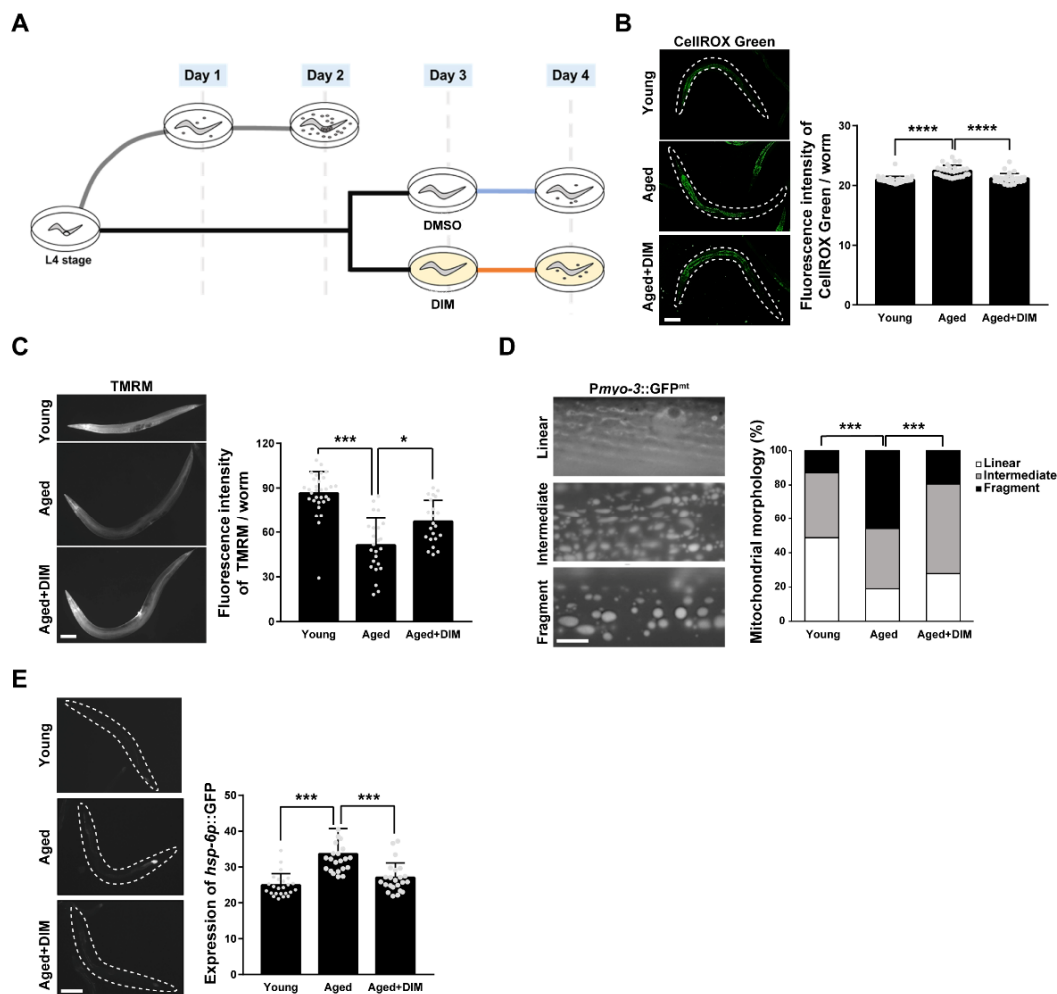 A
Day 1
Day 2
Day 3
Day 4
L4 stage
DMSO
DIM
B
CellROX Green
Young
Aged
Aged+DIM
Fluorescence intensity of
CellROX Green / worm
30
20
10
0
****
****
Young
Aged
Aged+DIM
C
TMRM
Young
Aged
Aged+DIM
Fluorescence intensity
of TMRM / worm
120
90
60
30
0
***
*
Young
Aged
Aged+DIM
D
Pmyo-3::GFPᵐᵗ
Linear
Intermediate
Fragment
Mitochondrial morphology (%)
100
80
60
40
20
0
***
***
Linear
Intermediate
Fragment
Young
Aged
Aged+DIM
E
Young
Aged
Aged+DIM
Expression of hsp-6p::GFP
50
40
30
20
10
0
***
***
Young
Aged
Aged+DIM